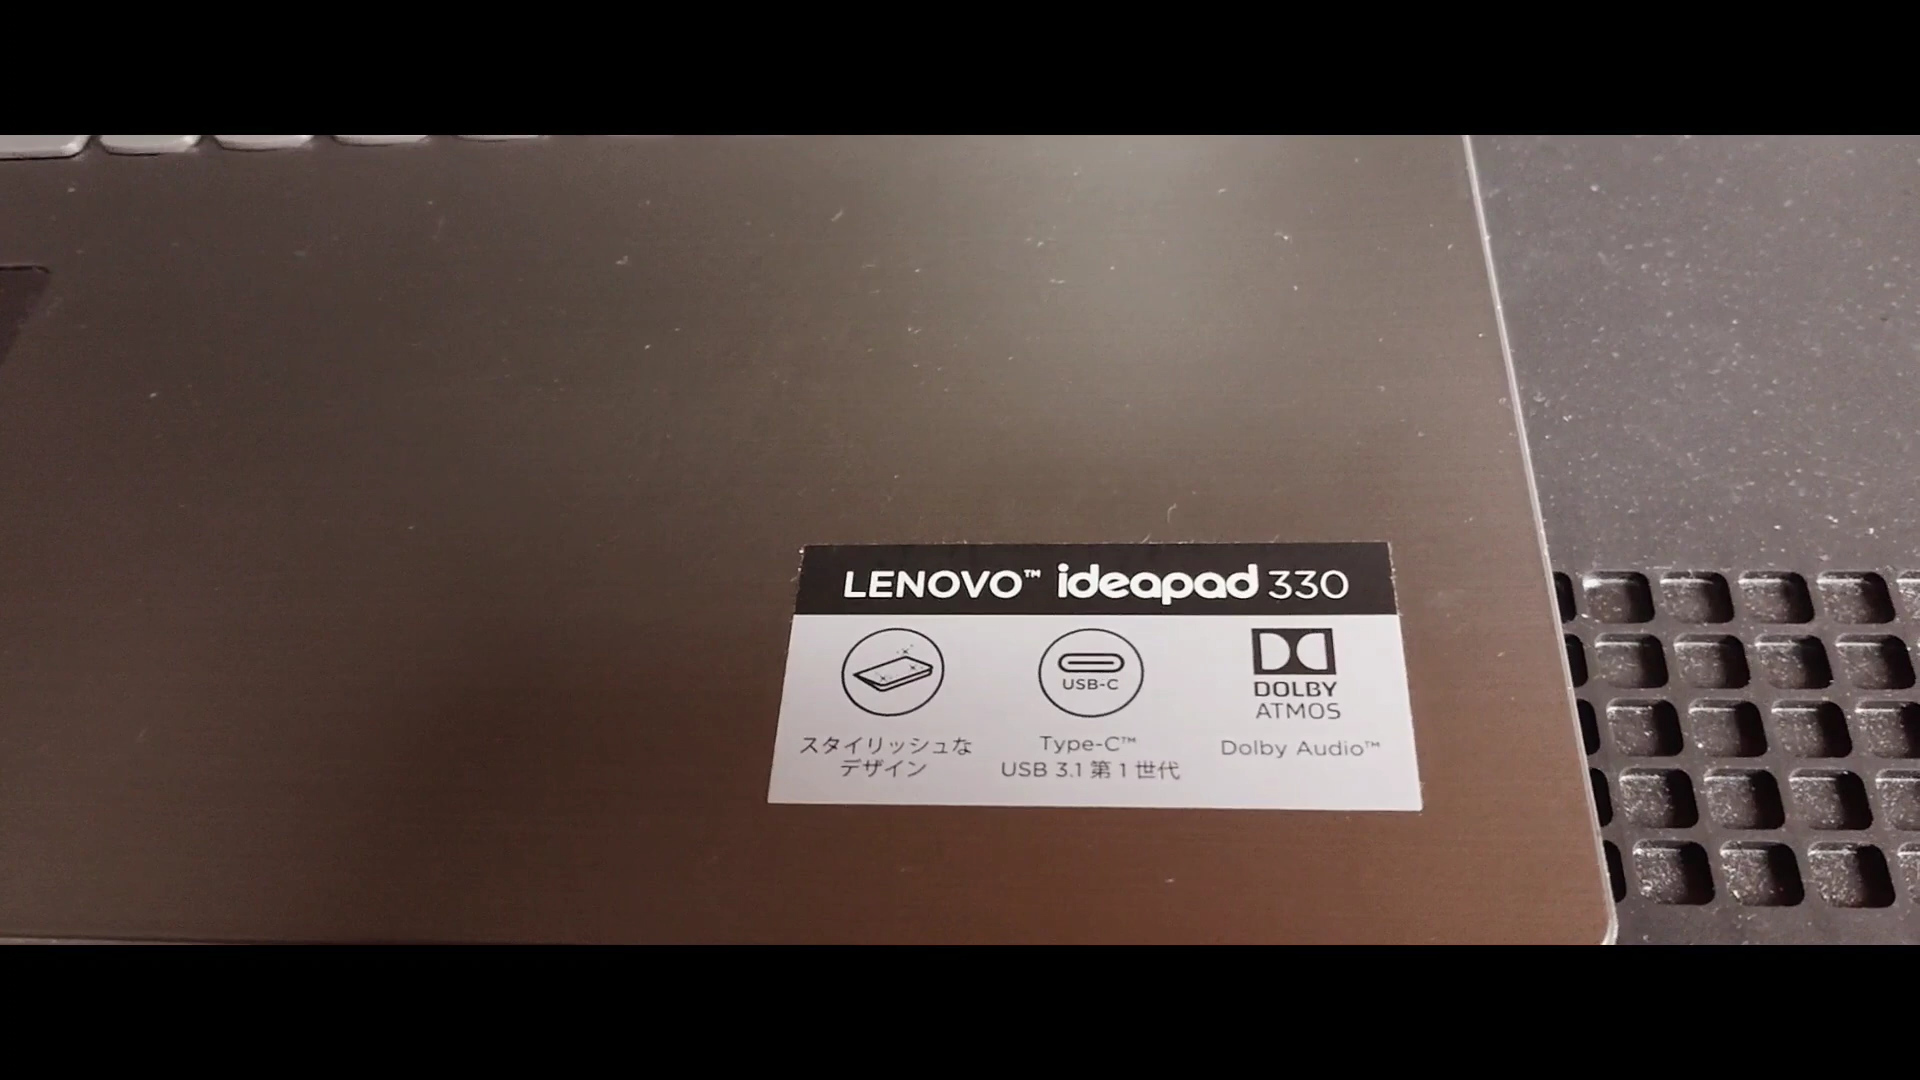 LENOVO™ ideapad 330
USB-C
DOLBY
ATMOS
スタイリッシュな
デザイン
Type-C™
USB 3.1 第1世代
Dolby Audio™